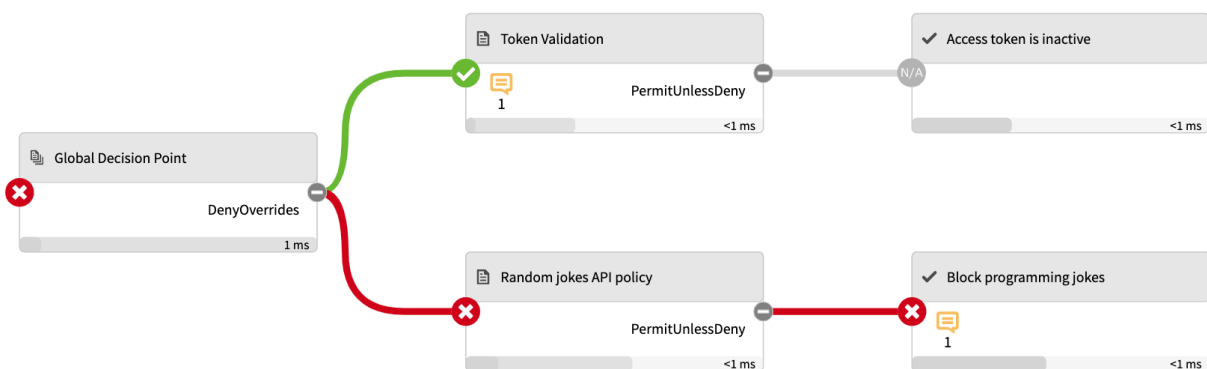 Token Validation
1
PermitUnlessDeny
<1 ms
Access token is inactive
N/A
<1 ms
Global Decision Point
DenyOverrides
1 ms
Random jokes API policy
PermitUnlessDeny
<1 ms
Block programming jokes
1
<1 ms